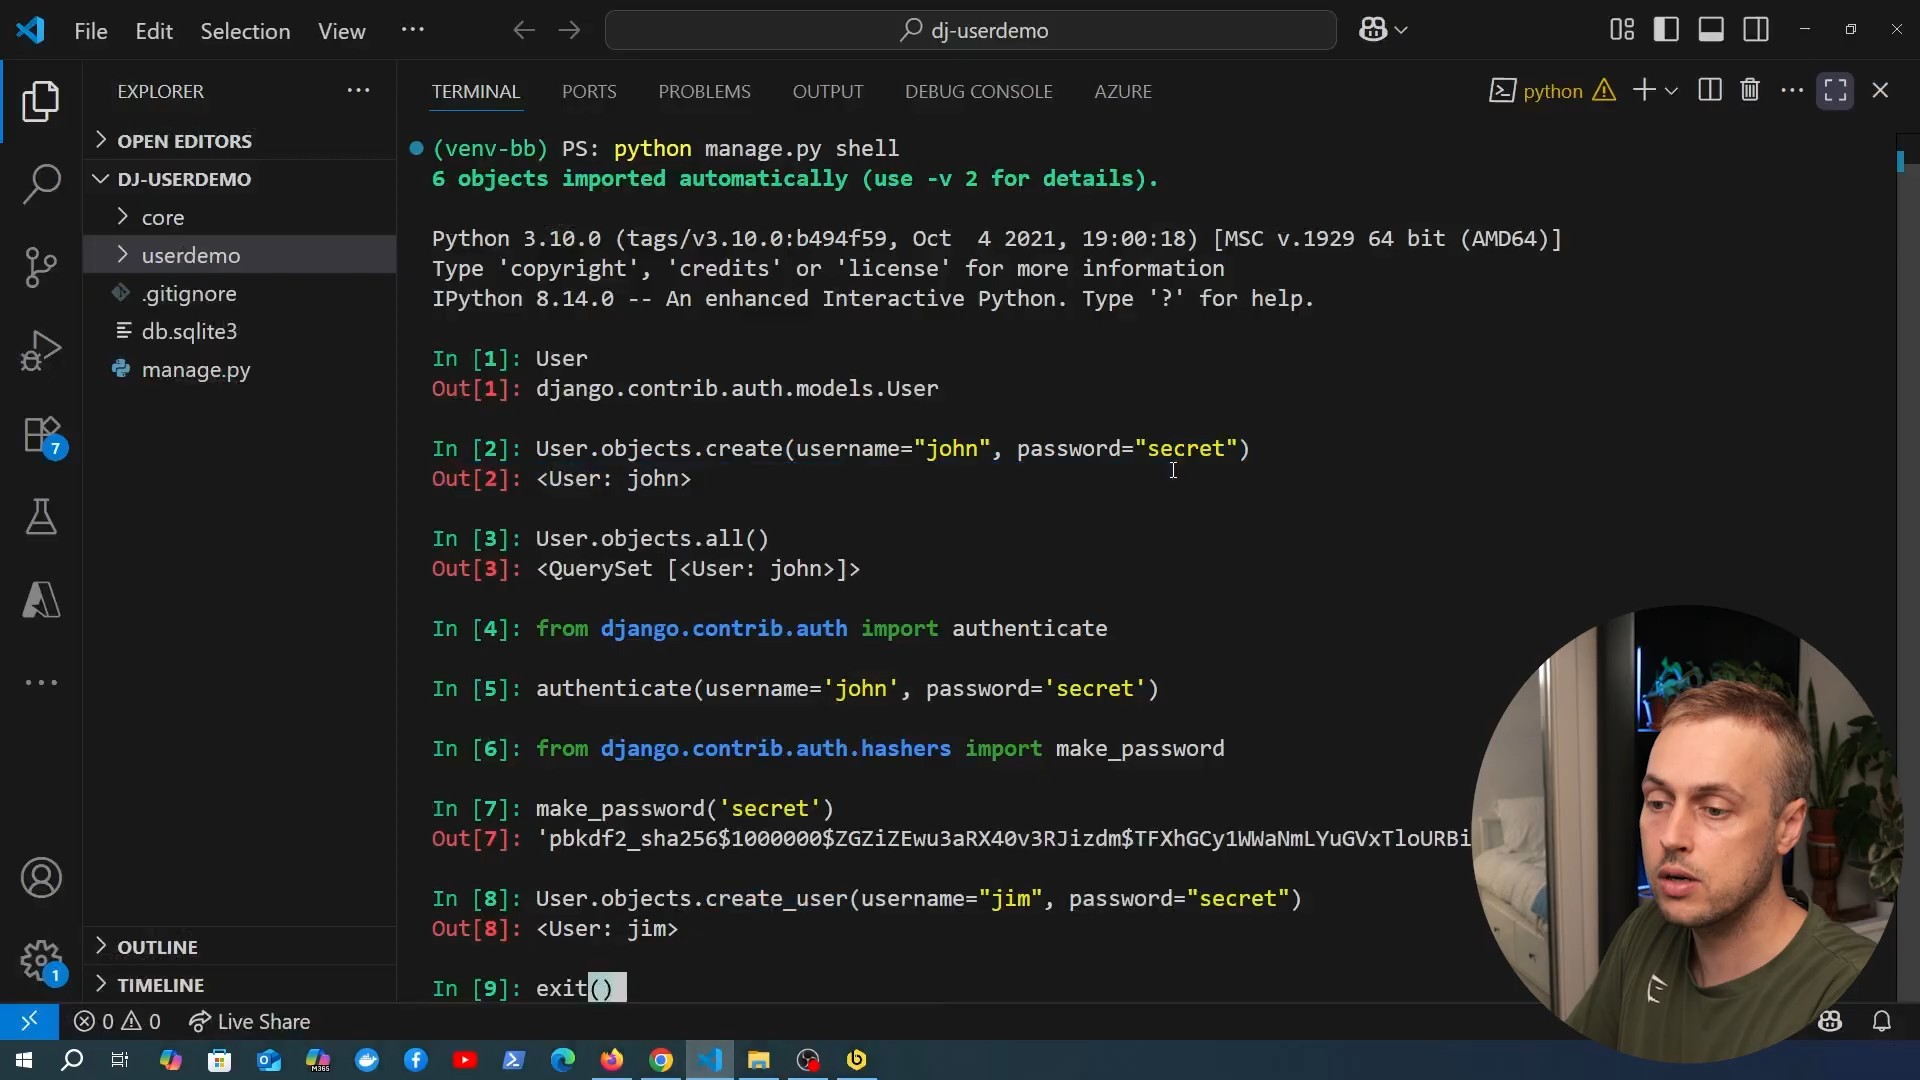 File Edit Selection View ···
dj-userdemo
EXPLORER
OPEN EDITORS
DJ-USERDEMO
core
userdemo
.gitignore
db.sqlite3
manage.py
OUTLINE
TIMELINE
7
1
TERMINAL PORTS PROBLEMS OUTPUT DEBUG CONSOLE AZURE
python
(venv-bb) PS: python manage.py shell
6 objects imported automatically (use -v 2 for details).
Python 3.10.0 (tags/v3.10.0:b494f59, Oct  4 2021, 19:00:18) [MSC v.1929 64 bit (AMD64)]
Type 'copyright', 'credits' or 'license' for more information
IPython 8.14.0 -- An enhanced Interactive Python. Type '?' for help.
In [1]: User
Out[1]: django.contrib.auth.models.User
In [2]: User.objects.create(username="john", password="secret")
Out[2]: <User: john>
In [3]: User.objects.all()
Out[3]: <QuerySet [<User: john>]>
In [4]: from django.contrib.auth import authenticate
In [5]: authenticate(username='john', password='secret')
In [6]: from django.contrib.auth.hashers import make_password
In [7]: make_password('secret')
Out[7]: 'pbkdf2_sha256$1000000$ZGZiZEwu3aRX40v3RJizdm$TFXhGCy1WWaNmLYuGVxTloURBi
In [8]: User.objects.create_user(username="jim", password="secret")
Out[8]: <User: jim>
In [9]: exit()
0 0 Live Share
M365